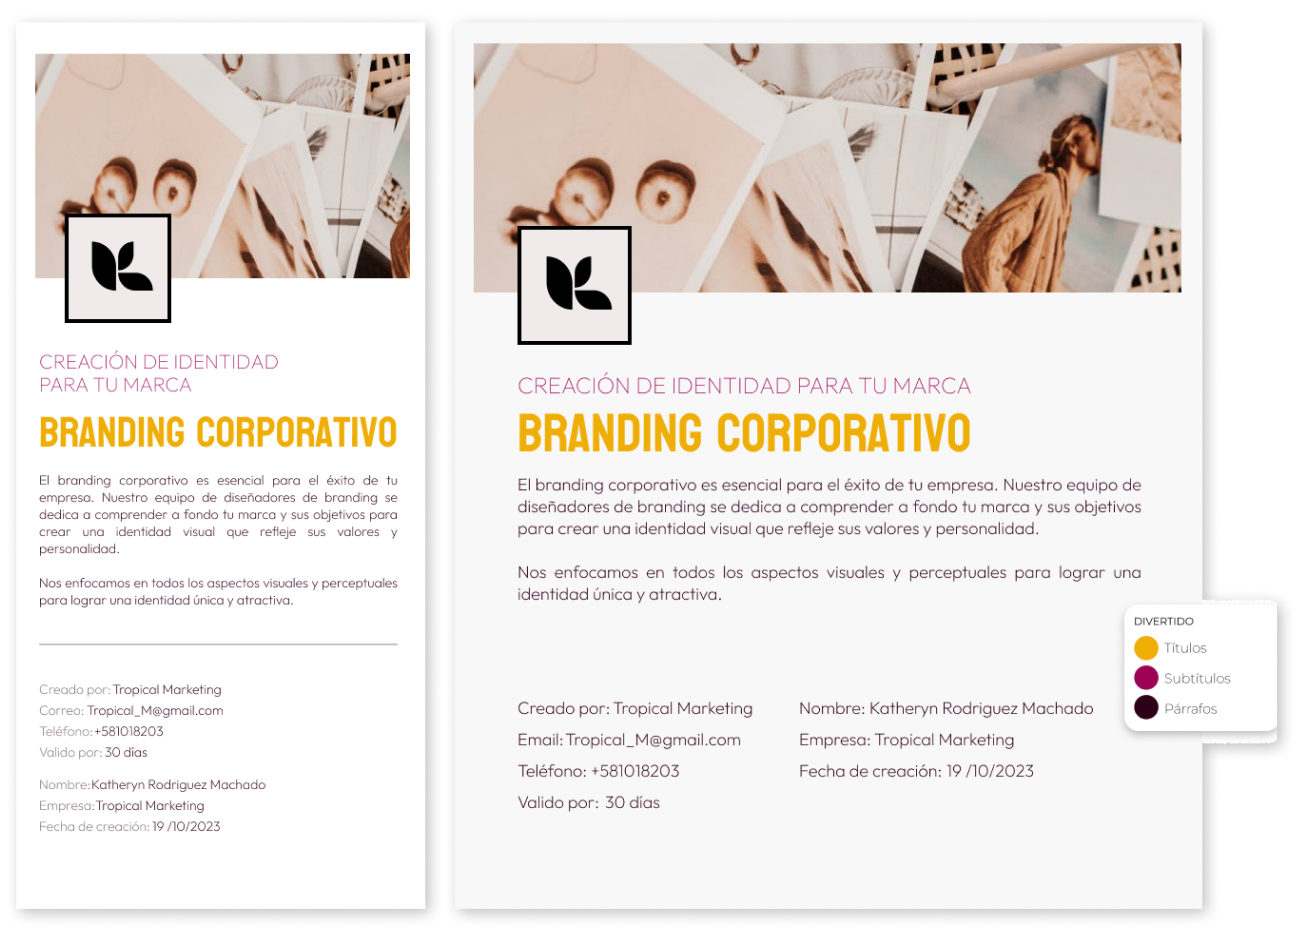 CREACIÓN DE IDENTIDAD
PARA TU MARCA
BRANDING CORPORATIVO
El branding corporativo es esencial para el éxito de tu
empresa. Nuestro equipo de diseñadores de branding se
dedica a comprender a fondo tu marca y sus objetivos para
crear una identidad visual que refleje sus valores y
personalidad.
Nos enfocamos en todos los aspectos visuales y perceptuales
para lograr una identidad única y atractiva.
Creado por: Tropical Marketing
Correo: Tropical_M@gmail.com
Teléfono: +581018203
Valido por: 30 días
Nombre: Katheryn Rodriguez Machado
Empresa: Tropical Marketing
Fecha de creación: 19 /10/2023
CREACIÓN DE IDENTIDAD PARA TU MARCA
BRANDING CORPORATIVO
El branding corporativo es esencial para el éxito de tu empresa. Nuestro equipo de
diseñadores de branding se dedica a comprender a fondo tu marca y sus objetivos
para crear una identidad visual que refleje sus valores y personalidad.
Nos enfocamos en todos los aspectos visuales y perceptuales para lograr una
identidad única y atractiva.
Creado por: Tropical Marketing
Email: Tropical_M@gmail.com
Teléfono: +581018203
Valido por: 30 días
Nombre: Katheryn Rodriguez Machado
Empresa: Tropical Marketing
Fecha de creación: 19 /10/2023
DIVERTIDO
Títulos
Subtítulos
Párrafos